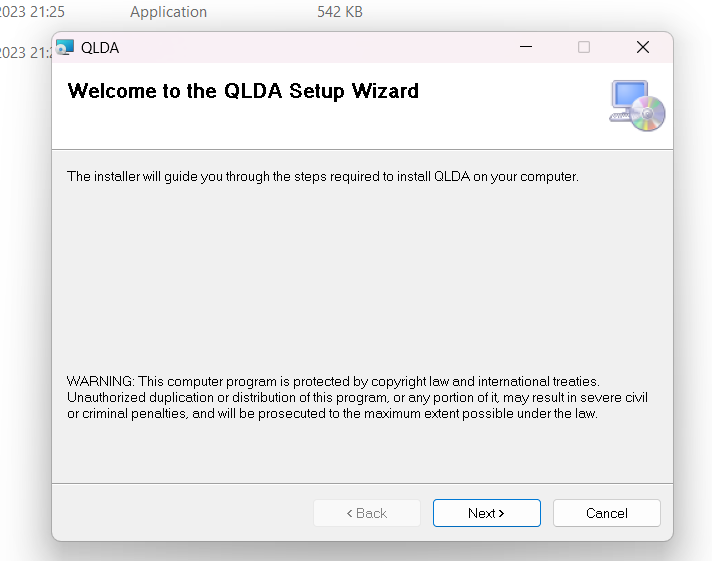 2023 21:25 Application 542 KB
2023 21:2
QLDA
Welcome to the QLDA Setup Wizard
The installer will guide you through the steps required to install QLDA on your computer.
WARNING: This computer program is protected by copyright law and international treaties.
Unauthorized duplication or distribution of this program, or any portion of it, may result in severe civil
or criminal penalties, and will be prosecuted to the maximum extent possible under the law.
< Back Next > Cancel